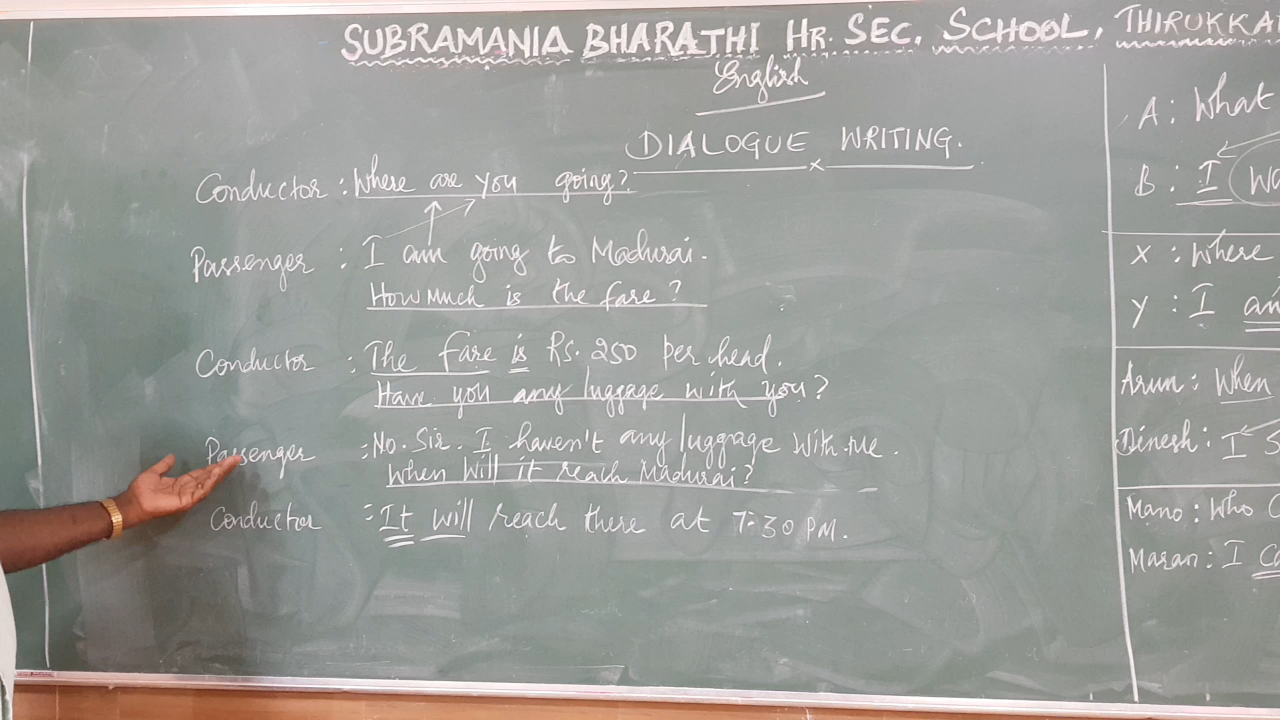 SUBRAMANIA BHARATHI HR. SEC. SCHOOL, THIRUKKA
English
DIALOGUE WRITING.
Conductor : Where are you going?
Passenger : I am going to Madurai.
How much is the fare ?
Conductor : The fare is Rs. 250 per head.
Have you any luggage with you?
Passenger : No. Sir. I haven't any luggage with me.
When will it reach Madurai?
Conductor : It will reach there at 7:30 PM.
A : What
B : I Wa
X : Where
Y : I am
Arun : When
Dinesh : I S
Mano : Who C
Maran : I Ca